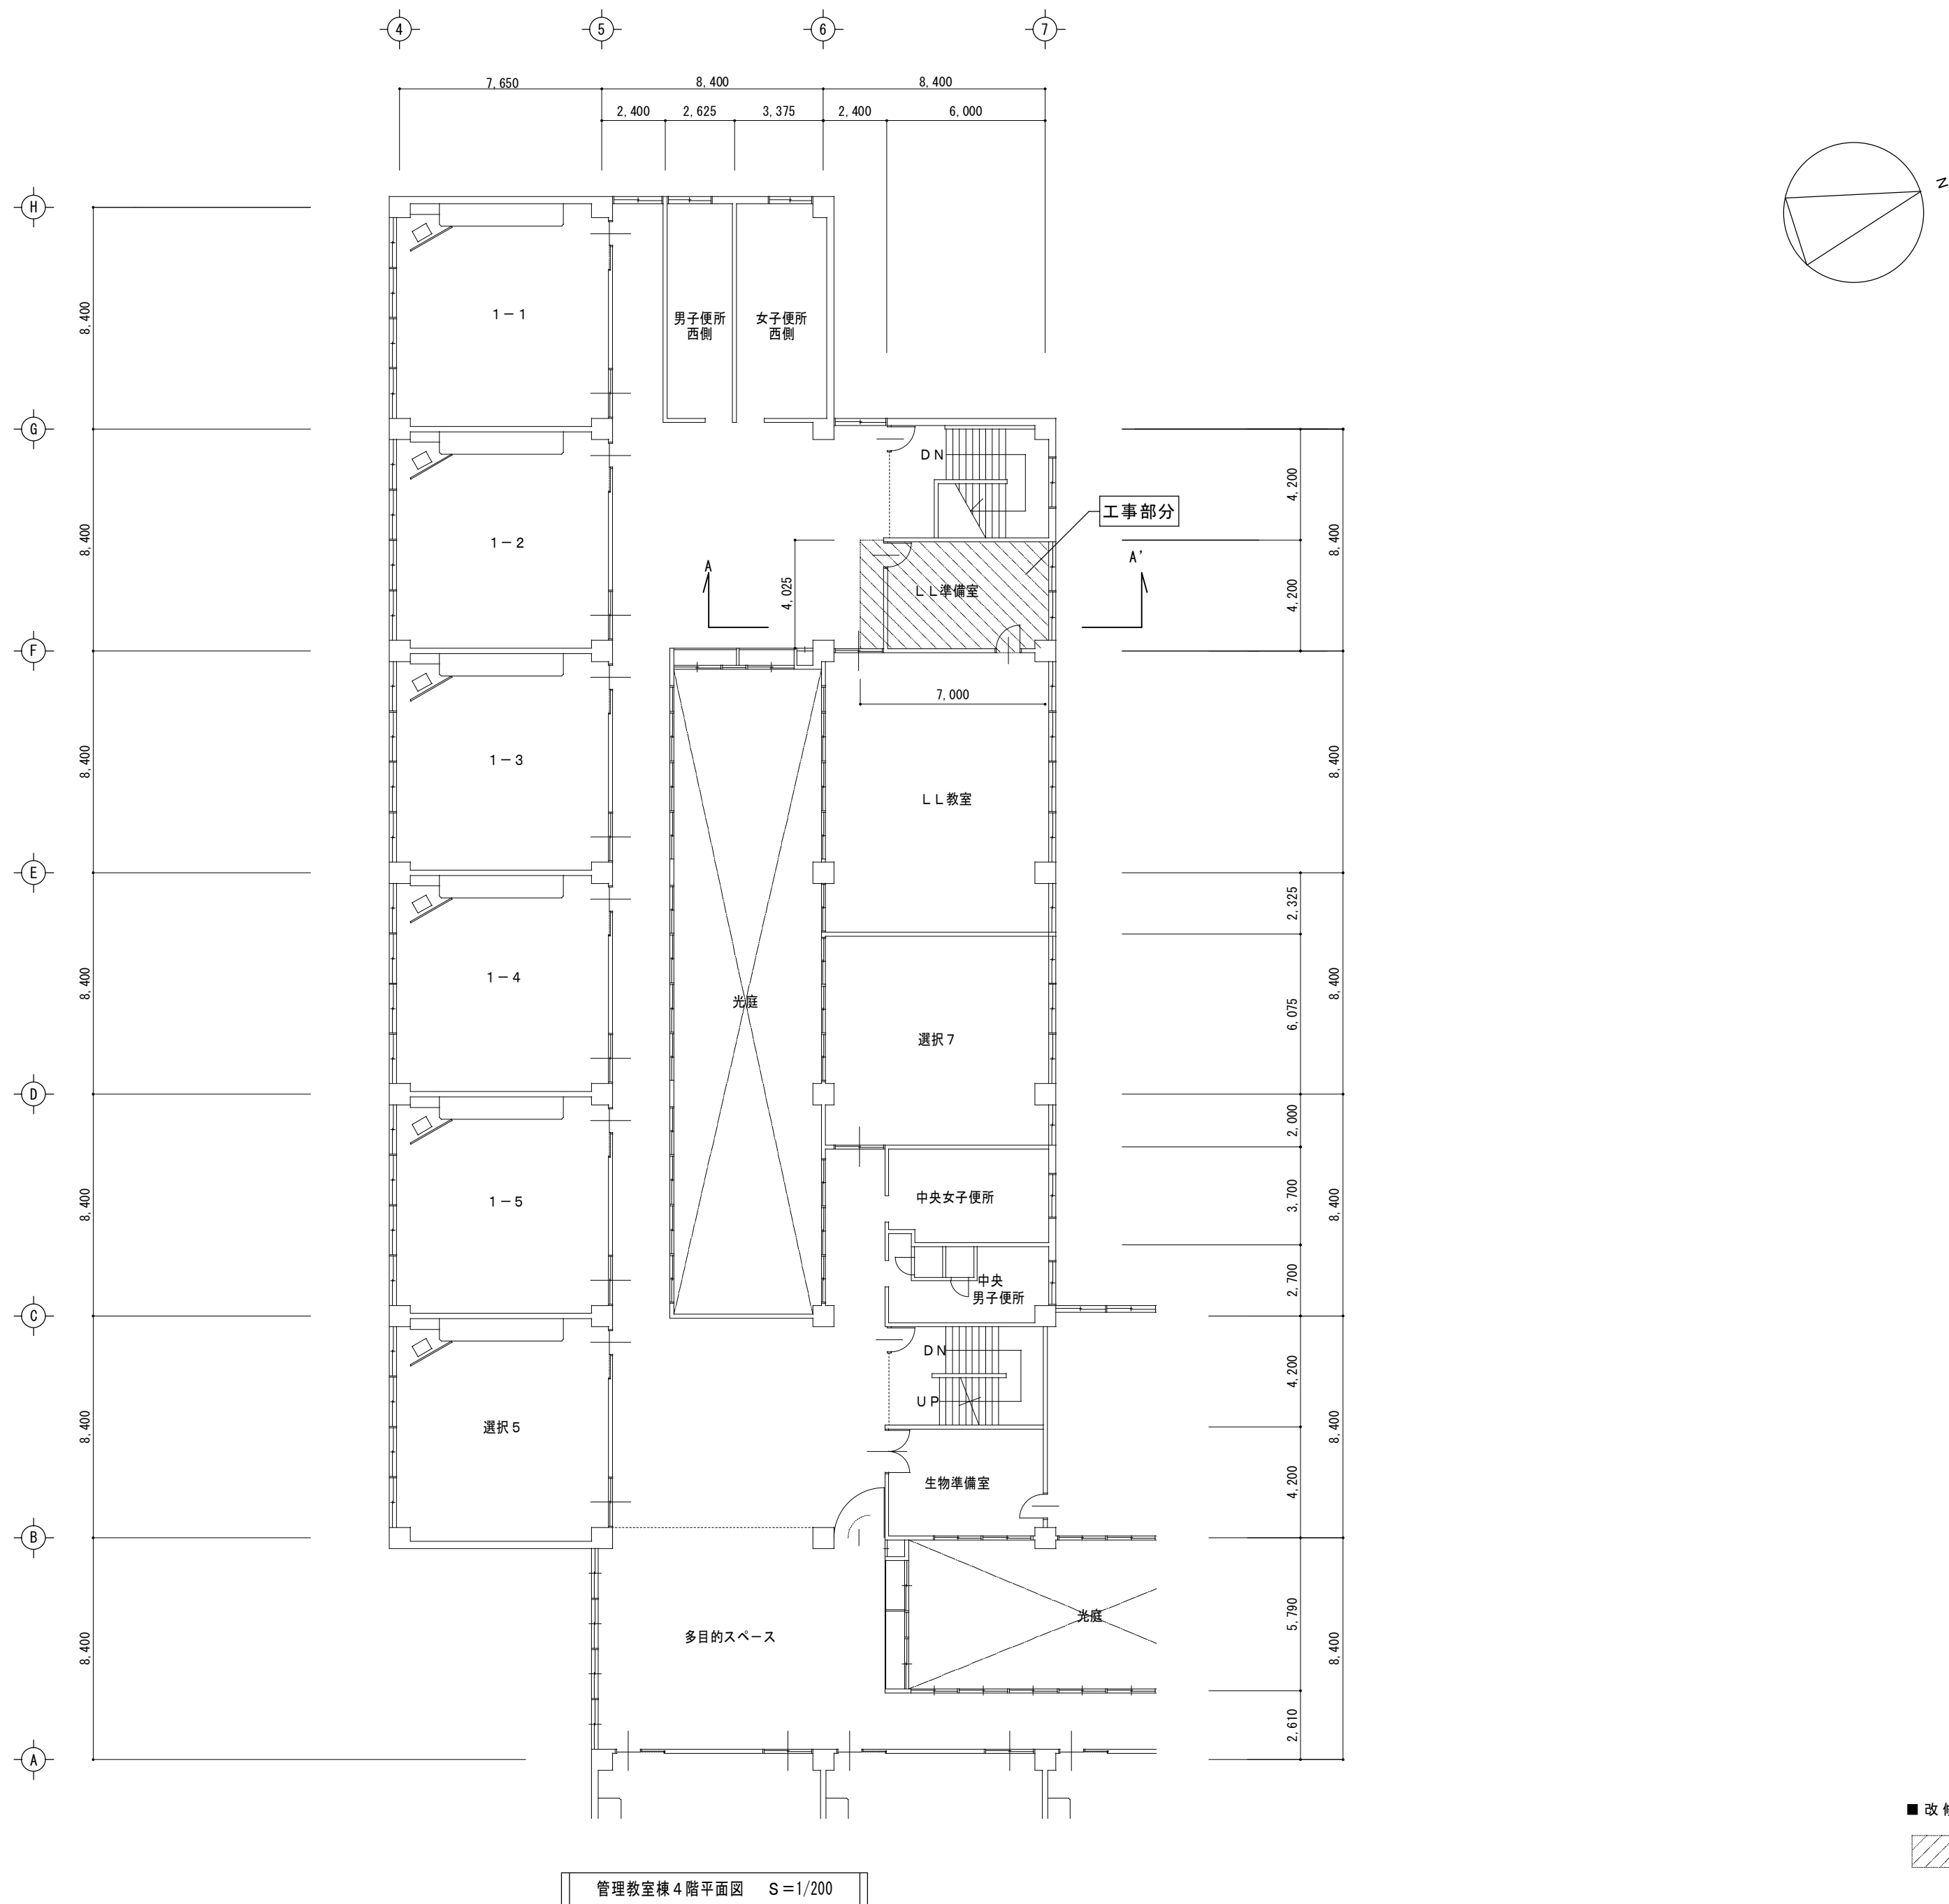 4 5 6 7
7,650 8,400 8,400
2,400 2,625 3,375 2,400 6,000
H
G
F
E
D
C
B
A
8,400
8,400
8,400
8,400
8,400
8,400
8,400
N
1－1
男子便所
西側
女子便所
西側
DN
工事部分
1－2
A
A'
4,025
LL準備室
7,000
1－3
LL教室
1－4
光庭
選択7
1－5
中央女子便所
中央
男子便所
DN
UP
選択5
生物準備室
多目的スペース
光庭
4,200
4,200
8,400
8,400
2,325
6,075
8,400
2,000
3,700
2,700
8,400
4,200
4,200
8,400
5,790
2,610
8,400
■改
管理教室棟4階平面図 S=1/200